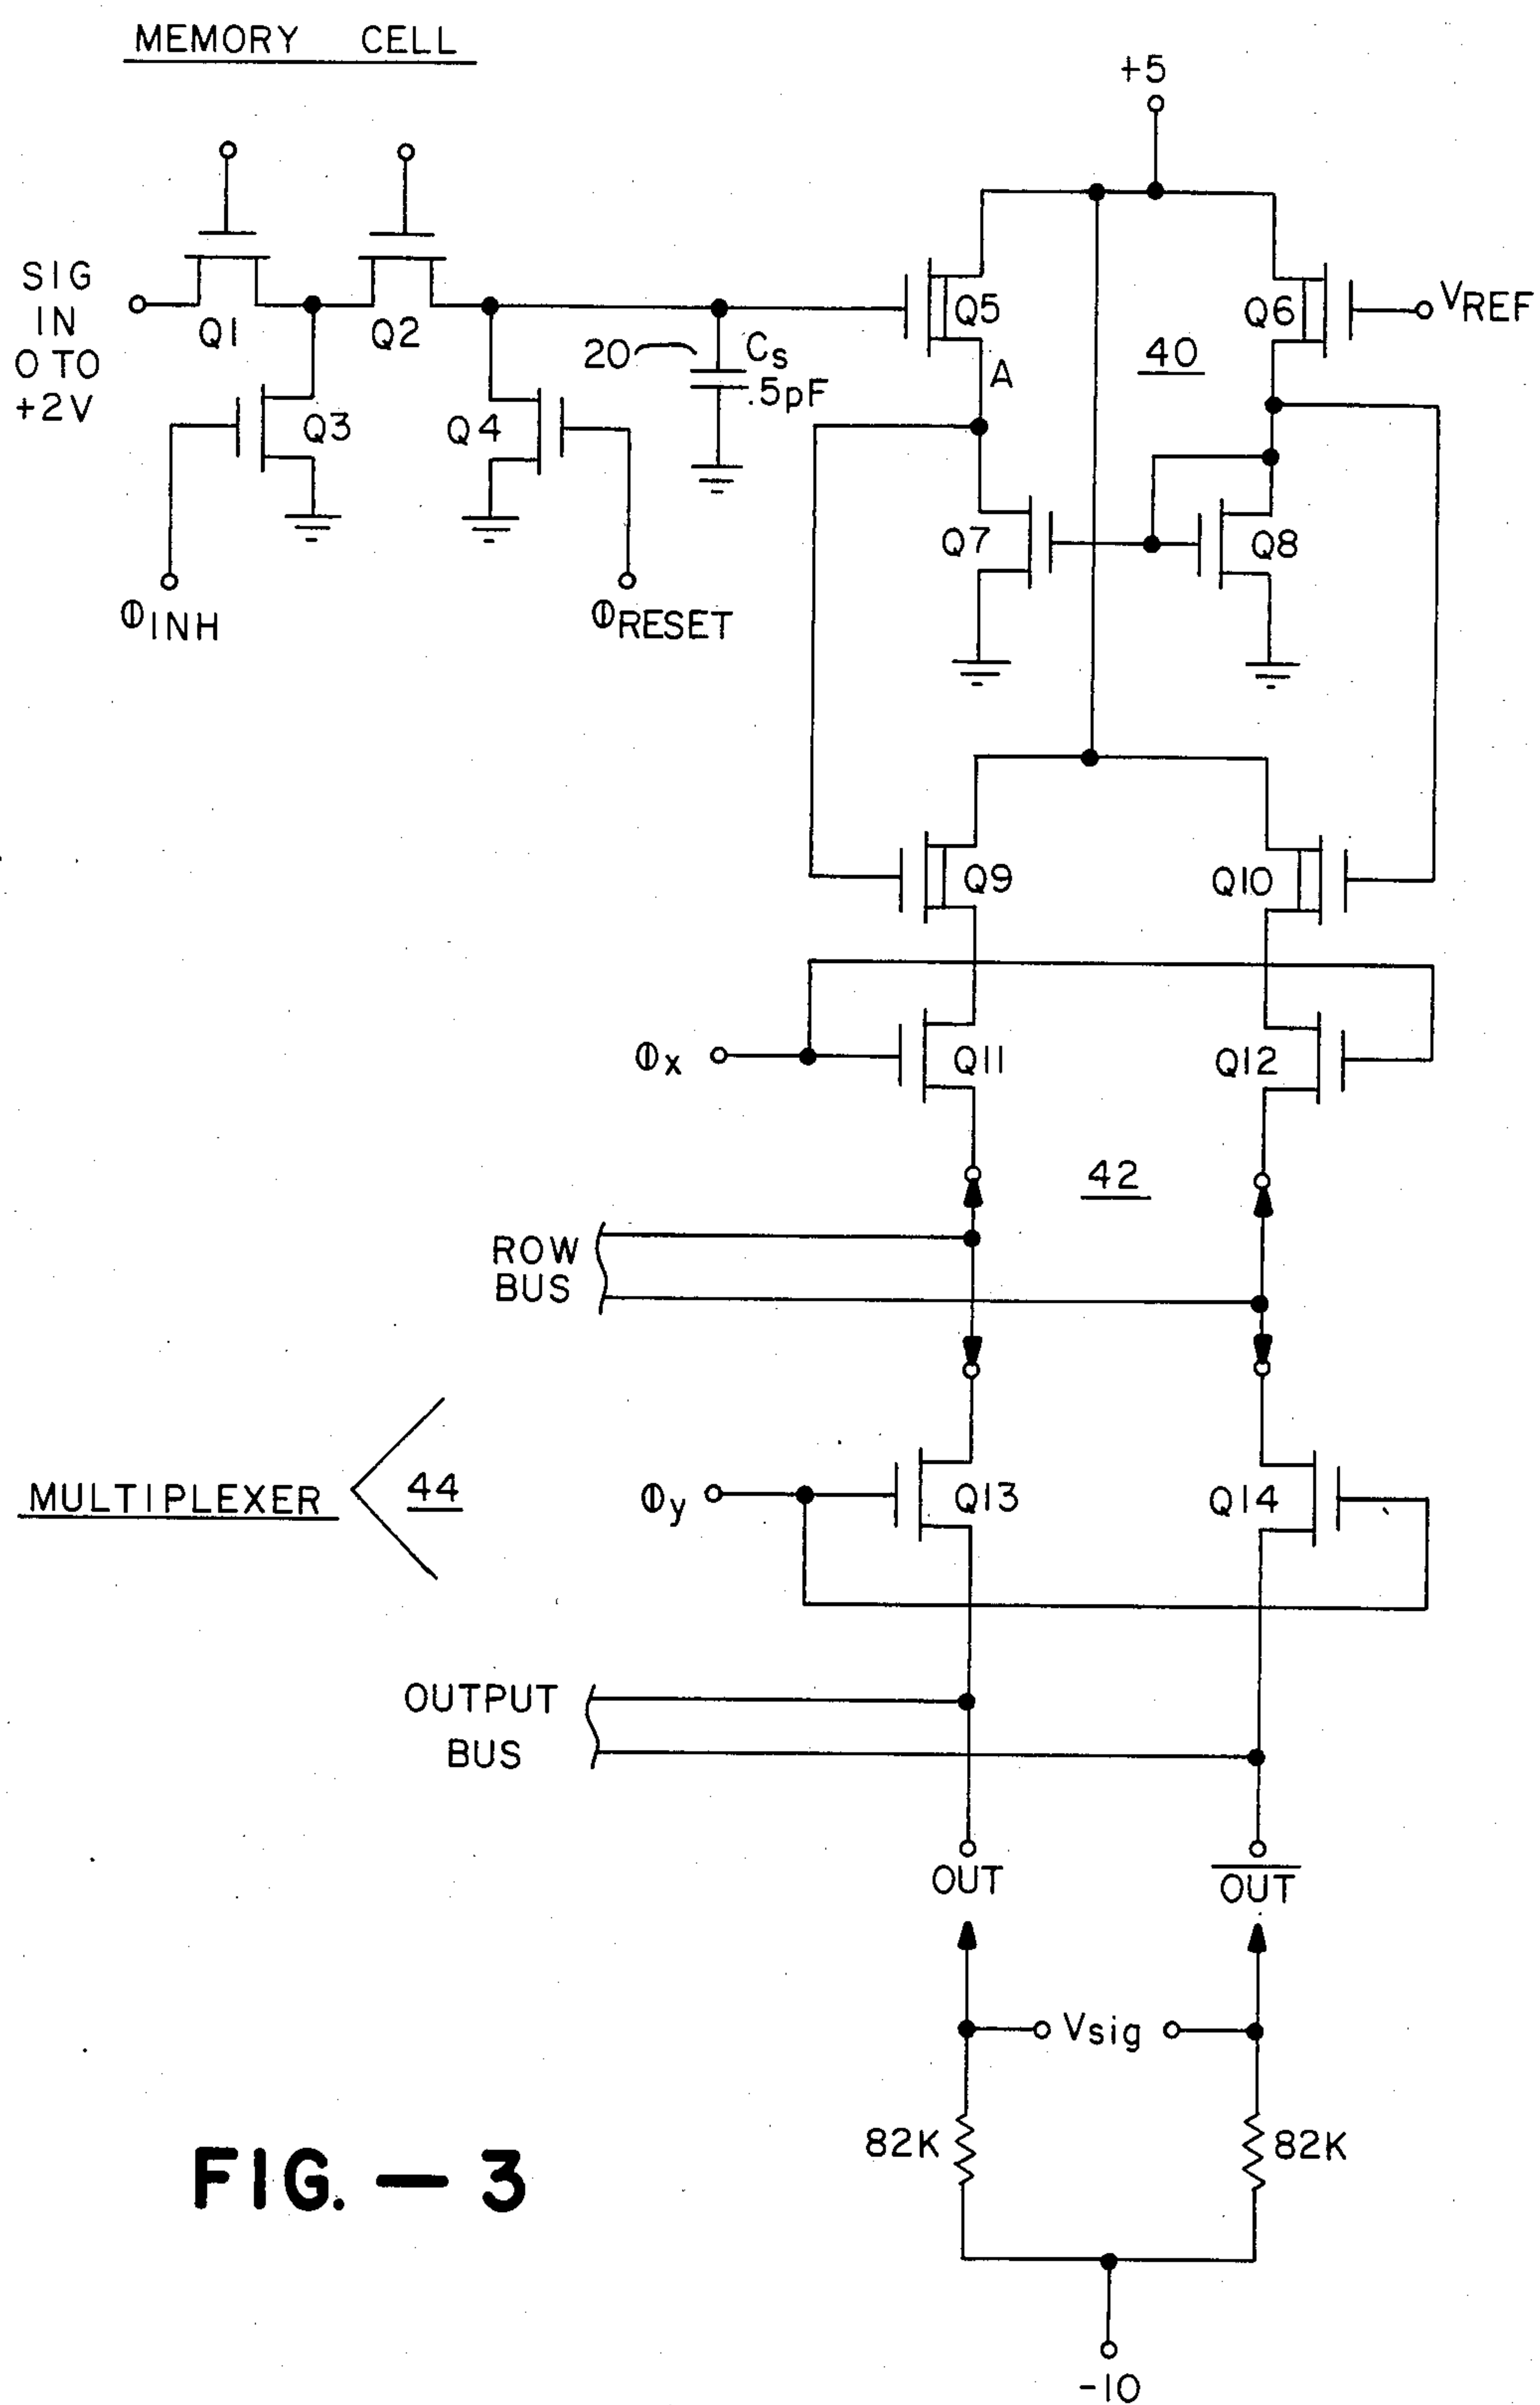 MEMORY CELL
+5
SIG
IN
0 TO
+2V
Q1
Q2
Q3
Q4
20
Cs
.5pF
Q5
A
40
Q6
VREF
Q7
Q8
ΦINH
ΦRESET
Q9
Q10
Φx
Q11
Q12
42
ROW
BUS
MULTIPLEXER
44
Φy
Q13
Q14
OUTPUT
BUS
OUT
OUT
Vsig
82K
82K
FIG. — 3
-10